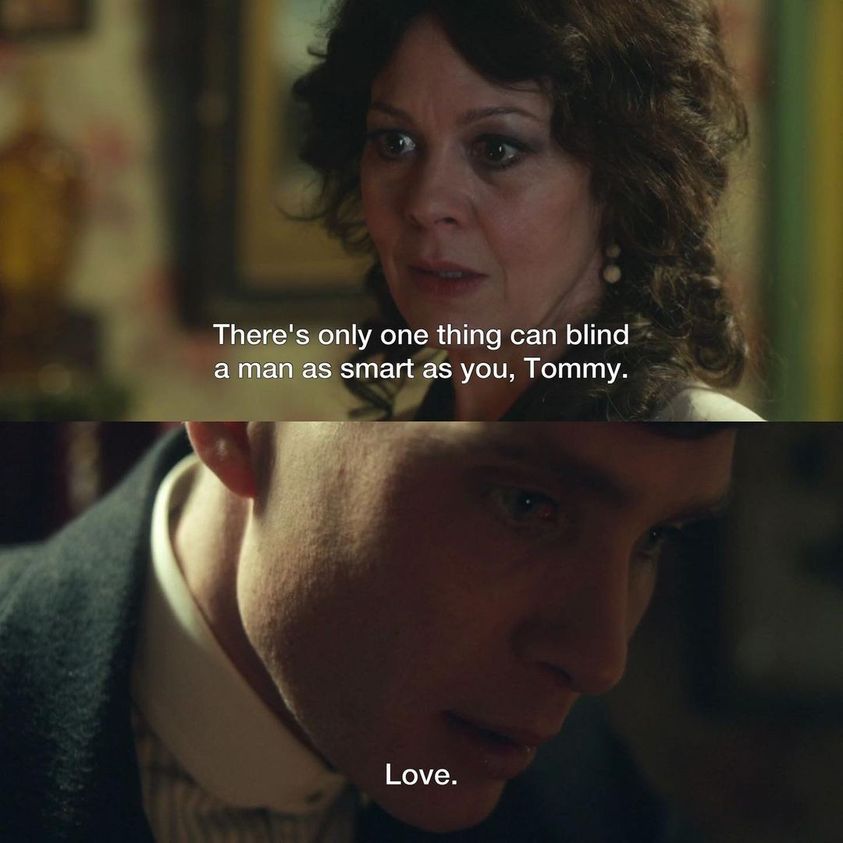 There's only one thing can blind
a man as smart as you, Tommy.
Love.